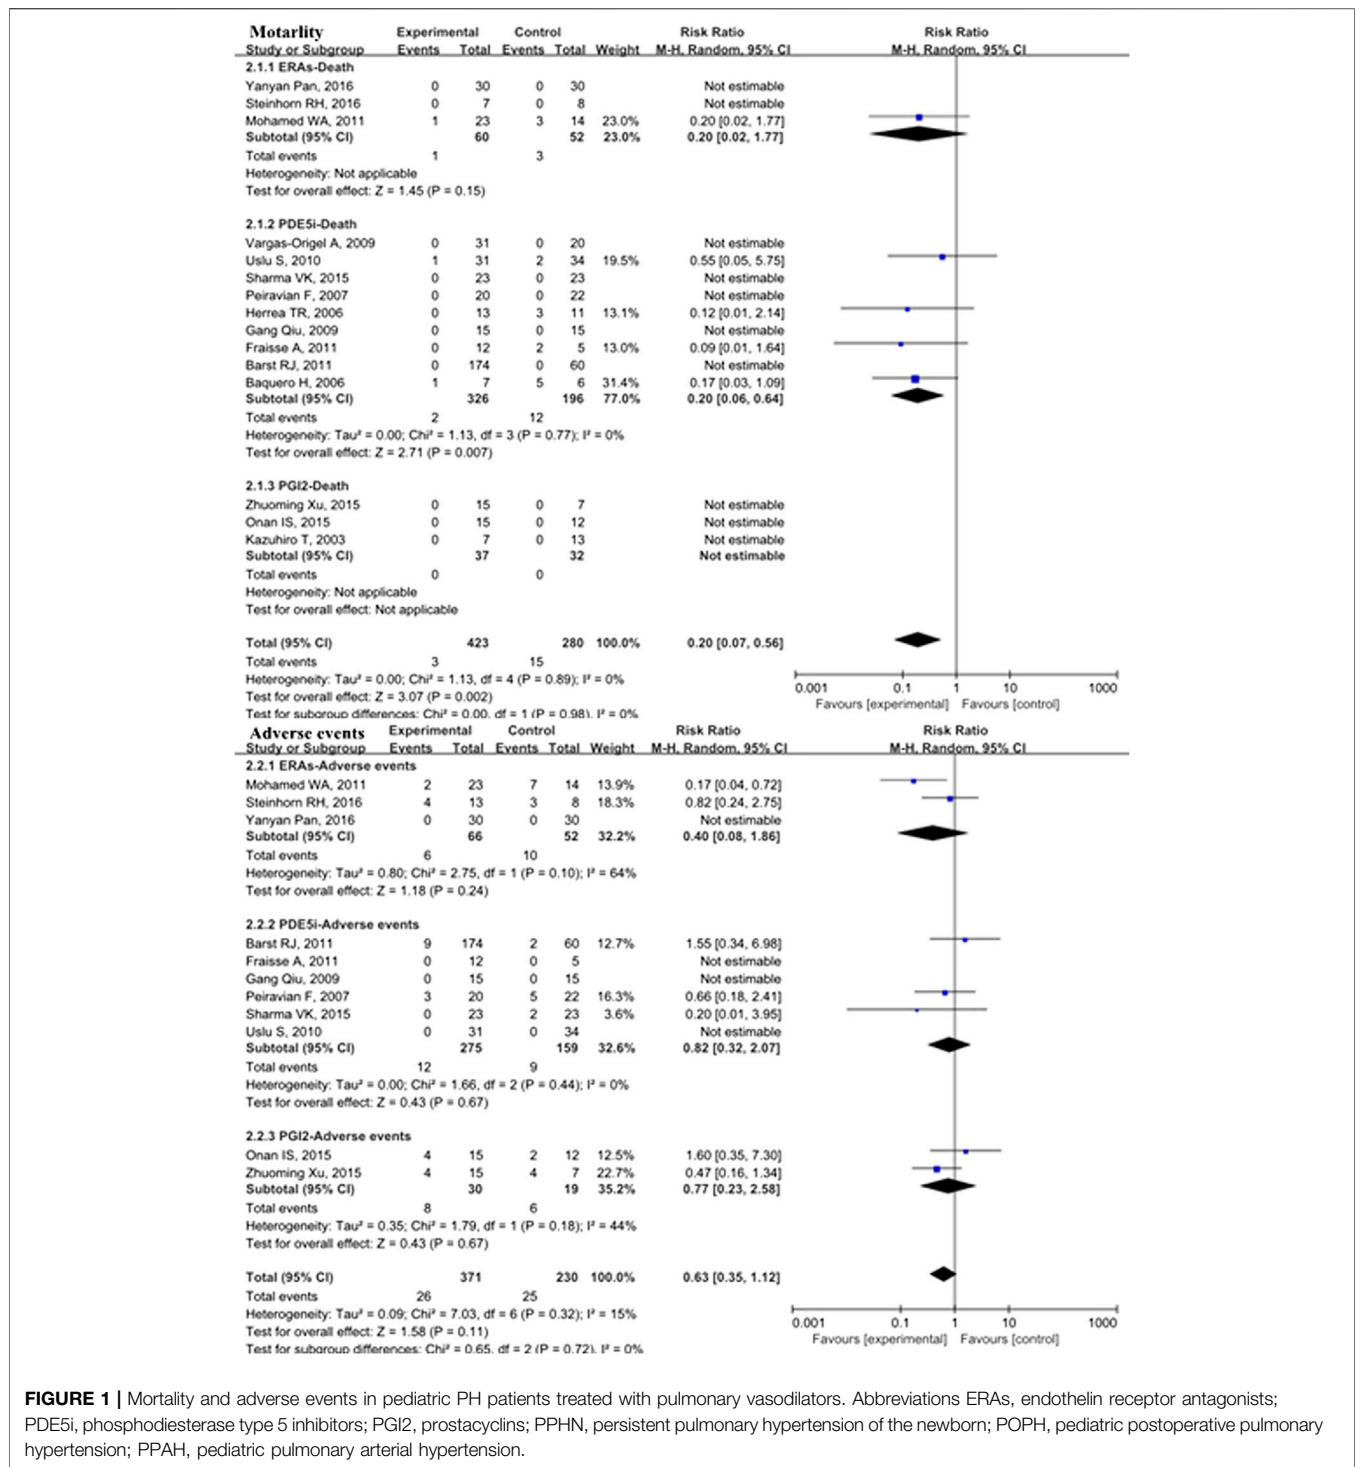 Motarlity Experimental Control Risk Ratio Risk Ratio
Study or Subgroup Events Total Events Total Weight M-H, Random, 95% CI M-H, Random, 95% CI
2.1.1 ERAs-Death
Yanyan Pan, 2016 0 30 0 30 Not estimable
Steinhorn RH, 2016 0 7 0 8 Not estimable
Mohamed WA, 2011 1 23 3 14 23.0% 0.20 [0.02, 1.77]
Subtotal (95% CI) 60 52 23.0% 0.20 [0.02, 1.77]
Total events 1 3
Heterogeneity: Not applicable
Test for overall effect: Z = 1.45 (P = 0.15)
2.1.2 PDE5i-Death
Vargas-Origel A, 2009 0 31 0 20 Not estimable
Uslu S, 2010 1 31 2 34 19.5% 0.55 [0.05, 5.75]
Sharma VK, 2015 0 23 0 23 Not estimable
Peiravian F, 2007 0 20 0 22 Not estimable
Herrea TR, 2006 0 13 3 11 13.1% 0.12 [0.01, 2.14]
Gang Qiu, 2009 0 15 0 15 Not estimable
Fraisse A, 2011 0 12 2 5 13.0% 0.09 [0.01, 1.64]
Barst RJ, 2011 0 174 0 60 Not estimable
Baquero H, 2006 1 7 5 6 31.4% 0.17 [0.03, 1.09]
Subtotal (95% CI) 326 196 77.0% 0.20 [0.06, 0.64]
Total events 2 12
Heterogeneity: Tau² = 0.00; Chi² = 1.13, df = 3 (P = 0.77); I² = 0%
Test for overall effect: Z = 2.71 (P = 0.007)
2.1.3 PGI2-Death
Zhuoming Xu, 2015 0 15 0 7 Not estimable
Onan IS, 2015 0 15 0 12 Not estimable
Kazuhiro T, 2003 0 7 0 13 Not estimable
Subtotal (95% CI) 37 32 Not estimable
Total events 0 0
Heterogeneity: Not applicable
Test for overall effect: Not applicable
Total (95% CI) 423 280 100.0% 0.20 [0.07, 0.56]
Total events 3 15
Heterogeneity: Tau² = 0.00; Chi² = 1.13, df = 4 (P = 0.89); I² = 0%
Test for overall effect: Z = 3.07 (P = 0.002)
Test for subgroup differences: Chi² = 0.00, df = 1 (P = 0.98), I² = 0%
0.001 0.1 1 10 1000
Favours [experimental] Favours [control]
Adverse events Experimental Control Risk Ratio Risk Ratio
Study or Subgroup Events Total Events Total Weight M-H, Random, 95% CI M-H, Random, 95% CI
2.2.1 ERAs-Adverse events
Mohamed WA, 2011 2 23 7 14 13.9% 0.17 [0.04, 0.72]
Steinhorn RH, 2016 4 13 3 8 18.3% 0.82 [0.24, 2.75]
Yanyan Pan, 2016 0 30 0 30 Not estimable
Subtotal (95% CI) 66 52 32.2% 0.40 [0.08, 1.86]
Total events 6 10
Heterogeneity: Tau² = 0.80; Chi² = 2.75, df = 1 (P = 0.10); I² = 64%
Test for overall effect: Z = 1.18 (P = 0.24)
2.2.2 PDE5i-Adverse events
Barst RJ, 2011 9 174 2 60 12.7% 1.55 [0.34, 6.98]
Fraisse A, 2011 0 12 0 5 Not estimable
Gang Qiu, 2009 0 15 0 15 Not estimable
Peiravian F, 2007 3 20 5 22 16.3% 0.66 [0.18, 2.41]
Sharma VK, 2015 0 23 2 23 3.6% 0.20 [0.01, 3.95]
Uslu S, 2010 0 31 0 34 Not estimable
Subtotal (95% CI) 275 159 32.6% 0.82 [0.32, 2.07]
Total events 12 9
Heterogeneity: Tau² = 0.00; Chi² = 1.66, df = 2 (P = 0.44); I² = 0%
Test for overall effect: Z = 0.43 (P = 0.67)
2.2.3 PGI2-Adverse events
Onan IS, 2015 4 15 2 12 12.5% 1.60 [0.35, 7.30]
Zhuoming Xu, 2015 4 15 4 7 22.7% 0.47 [0.16, 1.34]
Subtotal (95% CI) 30 19 35.2% 0.77 [0.23, 2.58]
Total events 8 6
Heterogeneity: Tau² = 0.35; Chi² = 1.79, df = 1 (P = 0.18); I² = 44%
Test for overall effect: Z = 0.43 (P = 0.67)
Total (95% CI) 371 230 100.0% 0.63 [0.35, 1.12]
Total events 26 25
Heterogeneity: Tau² = 0.09; Chi² = 7.03, df = 6 (P = 0.32); I² = 15%
Test for overall effect: Z = 1.58 (P = 0.11)
Test for subgroup differences: Chi² = 0.65, df = 2 (P = 0.72), I² = 0%
0.001 0.1 1 10 1000
Favours [experimental] Favours [control]
FIGURE 1 | Mortality and adverse events in pediatric PH patients treated with pulmonary vasodilators. Abbreviations ERAs, endothelin receptor antagonists;
PDE5i, phosphodiesterase type 5 inhibitors; PGI2, prostacyclins; PPHN, persistent pulmonary hypertension of the newborn; POPH, pediatric postoperative pulmonary
hypertension; PPAH, pediatric pulmonary arterial hypertension.